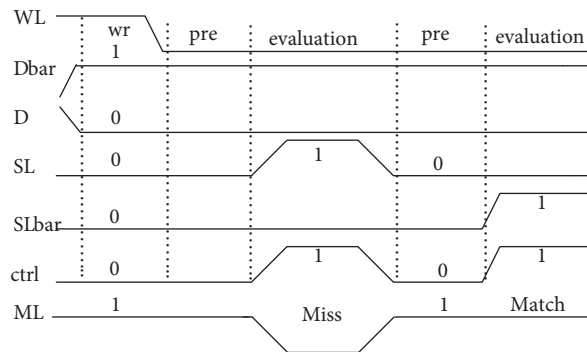 WL
wr pre evaluation pre evaluation
Dbar 1
D 0
SL 0 1 0
SLbar 0 1
ctrl 0 1 0 1
ML 1 Miss 1 Match